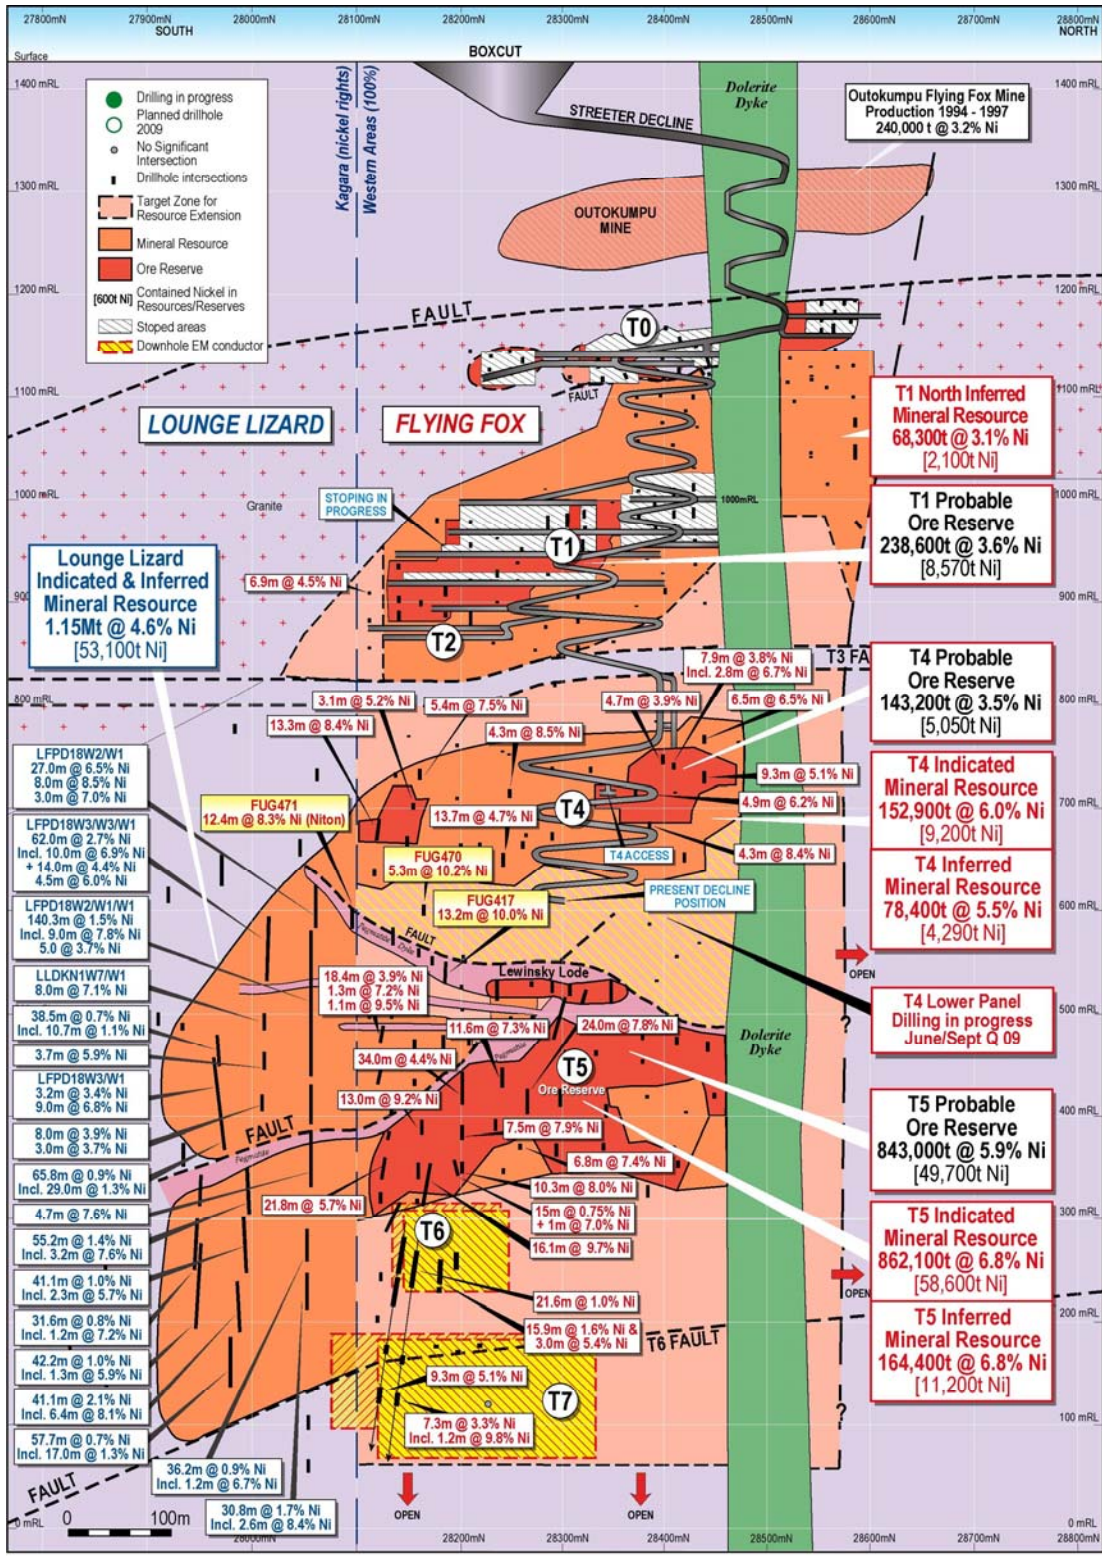 27800mN 27900mN 28000mN 28100mN 28200mN 28300mN 28400mN 28500mN 28600mN 28700mN 28800mN
SOUTH
NORTH
BOXCUT
Surface
1400 mRL
1400 mRL
Drilling in progress
Planned drillhole
2009
No Significant
Intersection
Drillhole intersections
Target Zone for
Resource Extension
Mineral Resource
Ore Reserve
[600t Ni] Contained Nickel in
Resources/Reserves
Stoped areas
Downhole EM conductor
Kagara (nickel rights)
Western Areas (100%)
STREETER DECLINE
Dolerite
Dyke
Outokumpu Flying Fox Mine
Production 1994 - 1997
240,000 t @ 3.2% Ni
1300 mRL
1300 mRL
OUTOKUMPU
MINE
1200 mRL
1200 mRL
FAULT
T0
FAULT
1100 mRL
1100 mRL
LOUNGE LIZARD
FLYING FOX
T1 North Inferred
Mineral Resource
68,300t @ 3.1% Ni
[2,100t Ni]
1000 mRL
1000 mRL
1000mRL
Granite
STOPING IN
PROGRESS
T1
T1 Probable
Ore Reserve
238,600t @ 3.6% Ni
[8,570t Ni]
Lounge Lizard
Indicated & Inferred
Mineral Resource
1.15Mt @ 4.6% Ni
[53,100t Ni]
6.9m @ 4.5% Ni
900 mRL
900 mRL
T2
T3 FA
7.9m @ 3.8% Ni
Incl. 2.8m @ 6.7% Ni
800 mRL
800 mRL
3.1m @ 5.2% Ni
5.4m @ 7.5% Ni
4.7m @ 3.9% Ni
6.5m @ 6.5% Ni
13.3m @ 8.4% Ni
4.3m @ 8.5% Ni
T4 Probable
Ore Reserve
143,200t @ 3.5% Ni
[5,050t Ni]
LFPD18W2/W1
27.0m @ 6.5% Ni
8.0m @ 8.5% Ni
3.0m @ 7.0% Ni
9.3m @ 5.1% Ni
4.9m @ 6.2% Ni
T4 Indicated
Mineral Resource
152,900t @ 6.0% Ni
[9,200t Ni]
700 mRL
FUG471
12.4m @ 8.3% Ni (Niton)
13.7m @ 4.7% Ni
T4
T4 ACCESS
4.3m @ 8.4% Ni
LFPD18W3/W3/W1
62.0m @ 2.7% Ni
Incl. 10.0m @ 6.9% Ni
+ 14.0m @ 4.4% Ni
4.5m @ 6.0% Ni
FUG470
5.3m @ 10.2% Ni
T4 Inferred
Mineral Resource
78,400t @ 5.5% Ni
[4,290t Ni]
FUG417
13.2m @ 10.0% Ni
PRESENT DECLINE
POSITION
600 mRL
LFPD18W2/W1/W1
140.3m @ 1.5% Ni
Incl. 9.0m @ 7.8% Ni
5.0 @ 3.7% Ni
Pegmatite Dyke
FAULT
OPEN
LLDKN1W7/W1
8.0m @ 7.1% Ni
18.4m @ 3.9% Ni
1.3m @ 7.2% Ni
1.1m @ 9.5% Ni
Lewinsky Lode
T4 Lower Panel
Dilling in progress
June/Sept Q 09
500 mRL
?
38.5m @ 0.7% Ni
Incl. 10.7m @ 1.1% Ni
11.6m @ 7.3% Ni
24.0m @ 7.8% Ni
Dolerite
Dyke
3.7m @ 5.9% Ni
34.0m @ 4.4% Ni
Pegmatite
T5
Ore Reserve
LFPD18W3/W1
3.2m @ 3.4% Ni
9.0m @ 6.8% Ni
13.0m @ 9.2% Ni
T5 Probable
Ore Reserve
843,000t @ 5.9% Ni
[49,700t Ni]
400 mRL
FAULT
Pegmatite
7.5m @ 7.9% Ni
8.0m @ 3.9% Ni
3.0m @ 3.7% Ni
6.8m @ 7.4% Ni
65.8m @ 0.9% Ni
Incl. 29.0m @ 1.3% Ni
10.3m @ 8.0% Ni
21.8m @ 5.7% Ni
15m @ 0.75% Ni
+ 1m @ 7.0% Ni
4.7m @ 7.6% Ni
T6
300 mRL
T5 Indicated
Mineral Resource
862,100t @ 6.8% Ni
[58,600t Ni]
55.2m @ 1.4% Ni
Incl. 3.2m @ 7.6% Ni
16.1m @ 9.7% Ni
OPEN
41.1m @ 1.0% Ni
Incl. 2.3m @ 5.7% Ni
21.6m @ 1.0% Ni
200 mRL
31.6m @ 0.8% Ni
Incl. 1.2m @ 7.2% Ni
15.9m @ 1.6% Ni &
3.0m @ 5.4% Ni
T6 FAULT
T5 Inferred
Mineral Resource
164,400t @ 6.8% Ni
[11,200t Ni]
42.2m @ 1.0% Ni
Incl. 1.3m @ 5.9% Ni
9.3m @ 5.1% Ni
T7
41.1m @ 2.1% Ni
Incl. 6.4m @ 8.1% Ni
7.3m @ 3.3% Ni
Incl. 1.2m @ 9.8% Ni
?
100 mRL
57.7m @ 0.7% Ni
Incl. 17.0m @ 1.3% Ni
36.2m @ 0.9% Ni
Incl. 1.2m @ 6.7% Ni
FAULT
30.8m @ 1.7% Ni
Incl. 2.6m @ 8.4% Ni
OPEN
OPEN
0 100m
0 mRL
0 mRL
28000mN 28200mN 28300mN 28400mN 28500mN 28600mN 28700mN 28800mN